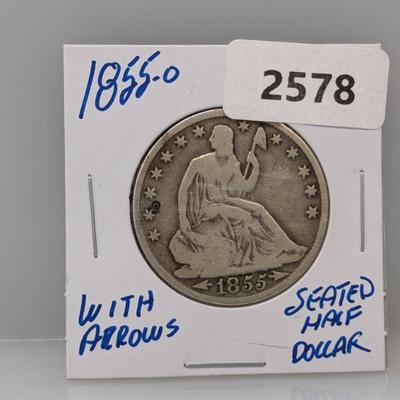 1855-O
2578
1855
WITH
ARROWS
SEATED
HALF
DOLLAR